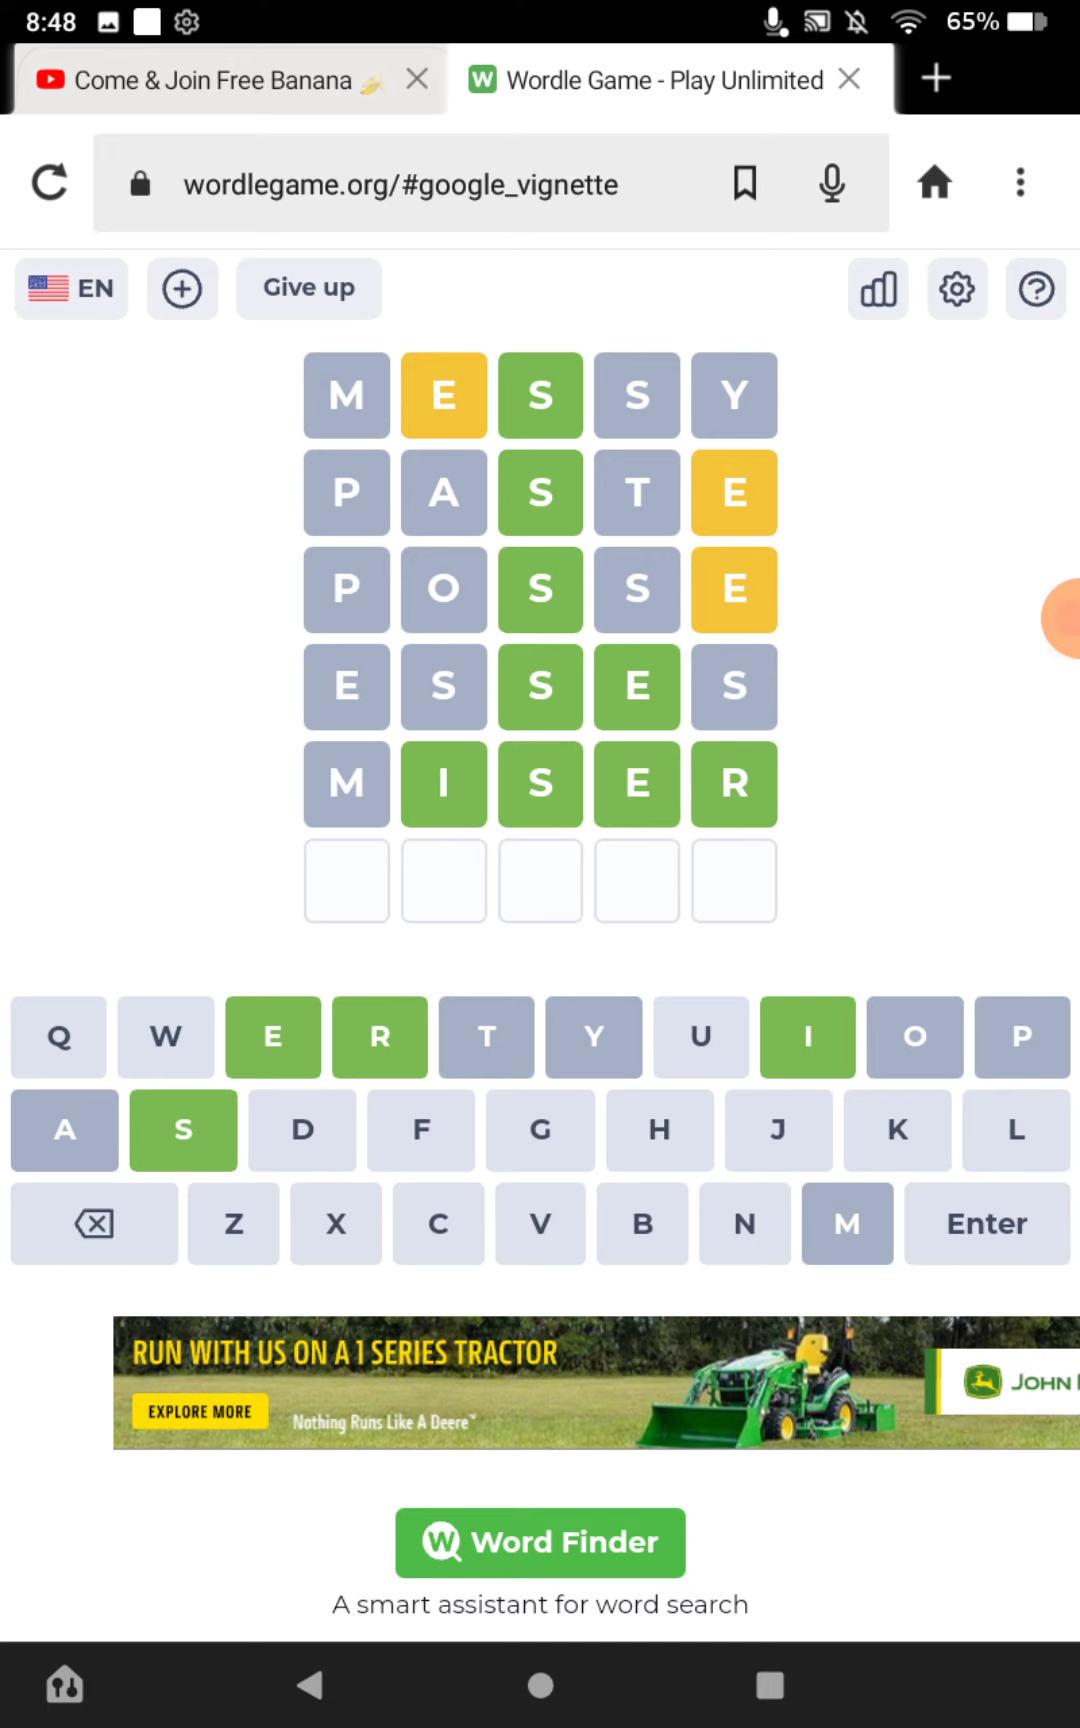 8:48 65%
Come & Join Free Banana 🍌 Wordle Game - Play Unlimited
wordlegame.org/#google_vignette
EN Give up
M E S S Y
P A S T E
P O S S E
E S S E S
M I S E R
Q W E R T Y U I O P
A S D F G H J K L
Z X C V B N M Enter
RUN WITH US ON A 1 SERIES TRACTOR
EXPLORE MORE Nothing Runs Like A Deere™
JOHN
W Word Finder
A smart assistant for word search